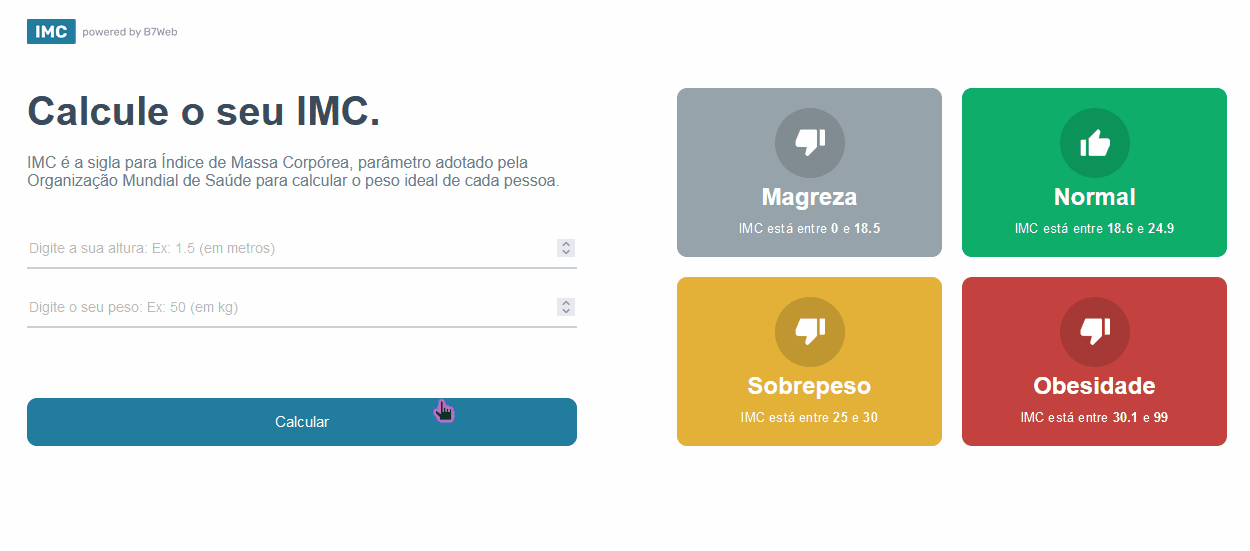 IMC powered by B7Web
Calcule o seu IMC.
IMC é a sigla para Índice de Massa Corpórea, parâmetro adotado pela
Organização Mundial de Saúde para calcular o peso ideal de cada pessoa.
Digite a sua altura: Ex: 1.5 (em metros)
Digite o seu peso: Ex: 50 (em kg)
Calcular
Magreza
IMC está entre 0 e 18.5
Normal
IMC está entre 18.6 e 24.9
Sobrepeso
IMC está entre 25 e 30
Obesidade
IMC está entre 30.1 e 99